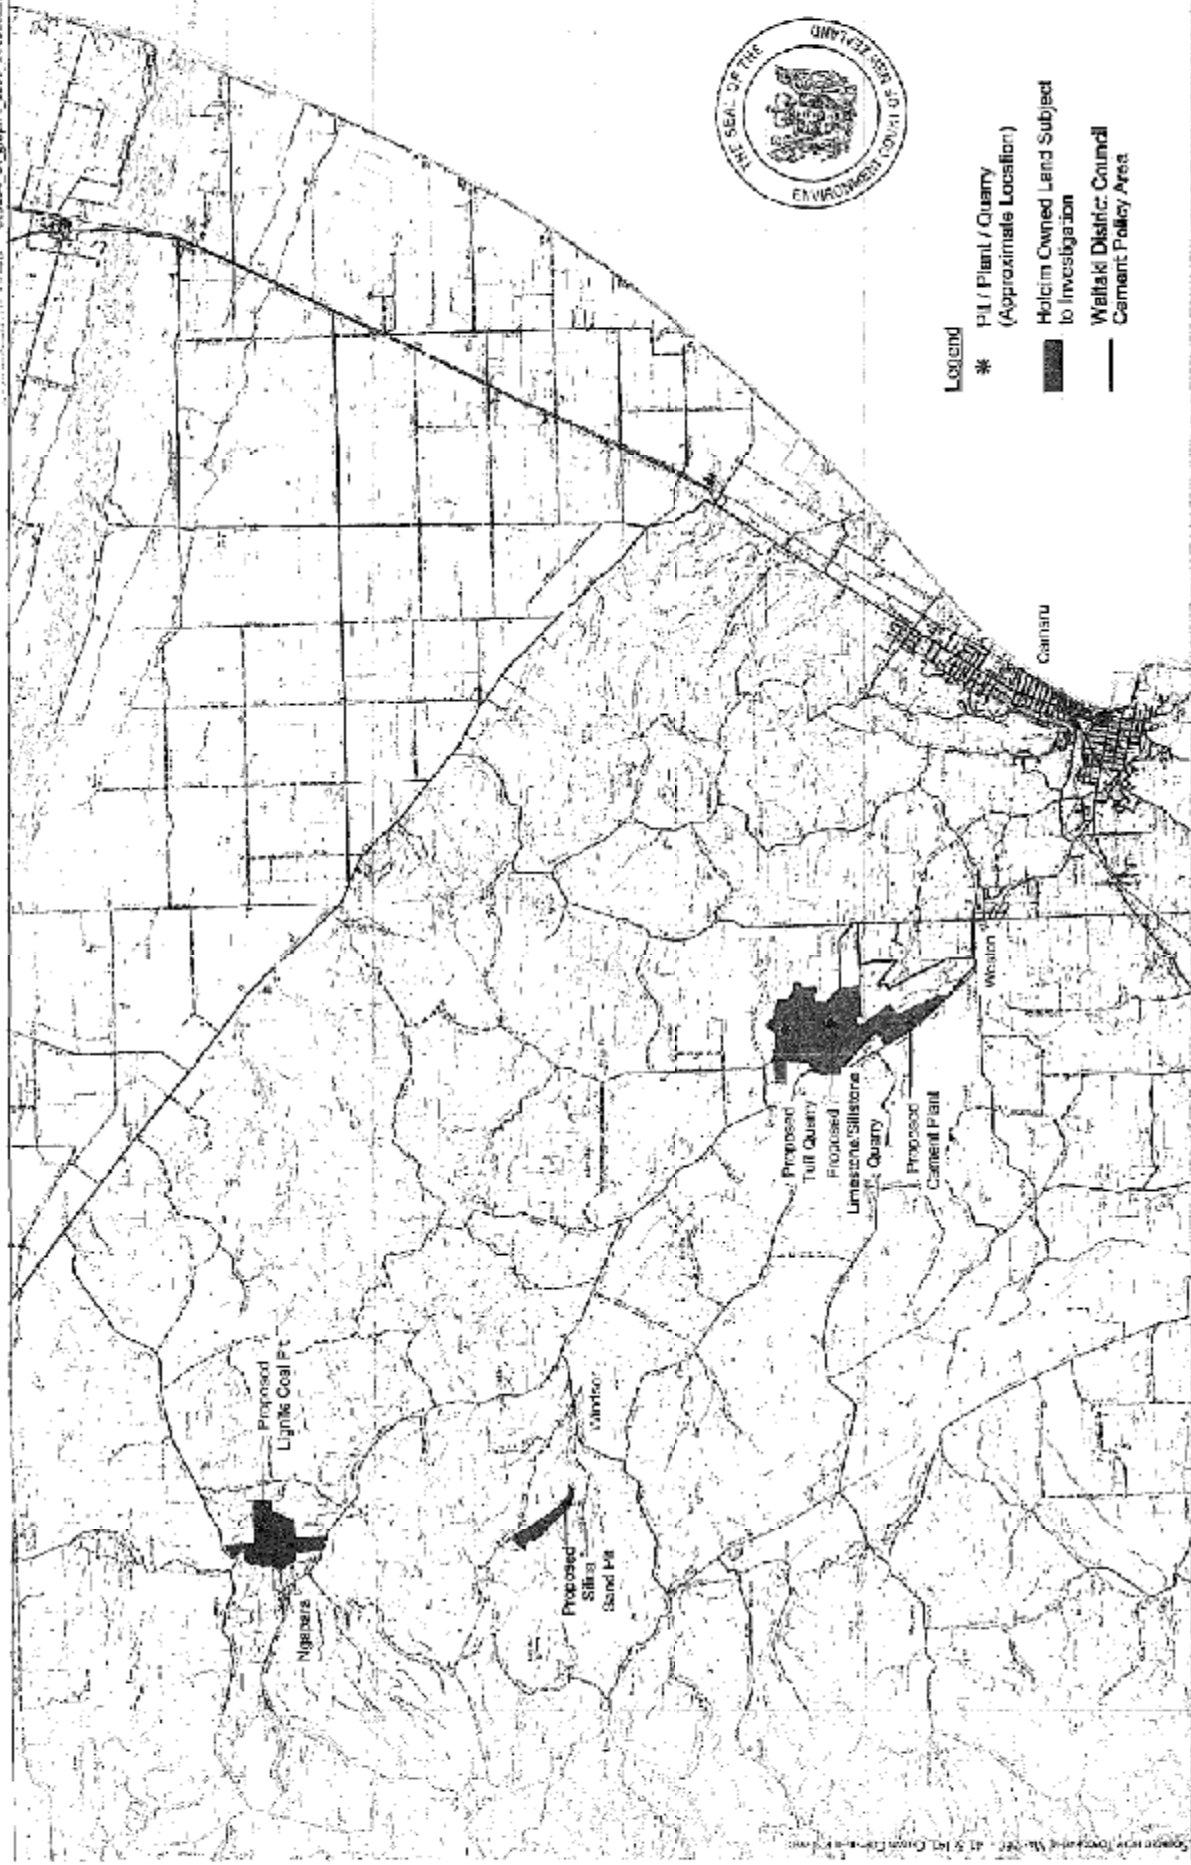 THE SEAL OF THE
ENVIRONMENT COURT OF NEW ZEALAND
Legend
Pit / Plant / Quarry
(Approximate Location)
Holcim Owned Land Subject
to Investigation
Waitaki District Council
Cement Policy Area
Proposed
Lignite Coal Pit
Ngapara
Proposed
Silica
Sand Pit
Windsor
Proposed
Tuff Quarry
Proposed
Limestone/Siltstone
Quarry
Proposed
Cement Plant
Weston
Oamaru